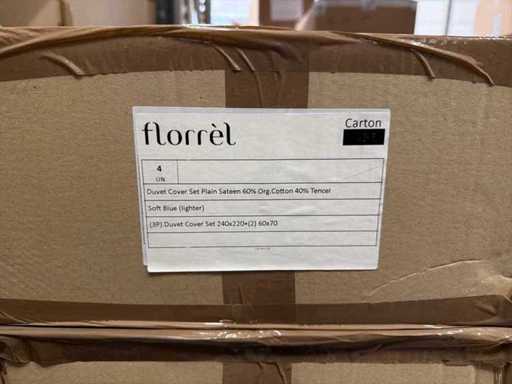 florrèl
Carton
4
UN
Duvet Cover Set Plain Sateen 60% Org.Cotton 40% Tencel
Soft Blue (lighter)
(3P) Duvet Cover Set 240x220+(2) 60x70